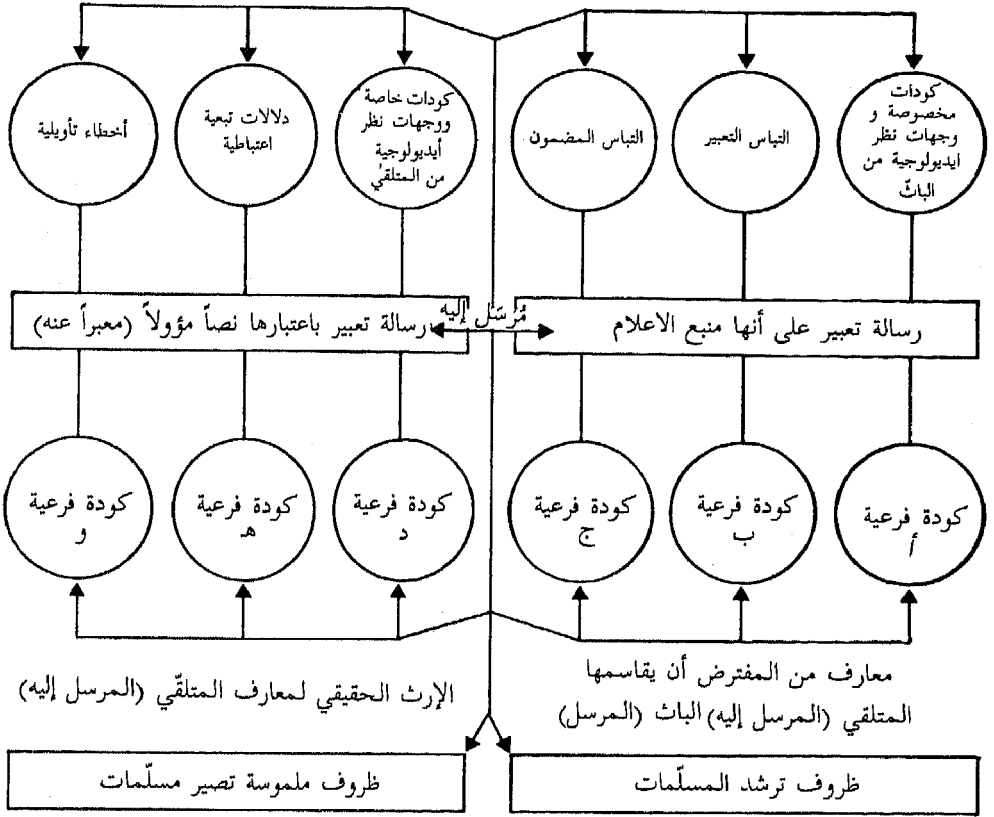 كودات
مخصوصة و
وجهات نظر
ايديولوجية من
الباثّ
التباس التعبير
التباس المضمون
كودات خاصة
ووجهات نظر
أيديولوجية
من المتلقي
دلالات تبعية
اعتباطية
أخطاء تأويلية
رسالة تعبير على أنها منبع الاعلام
مُرسَل إليه
رسالة تعبير باعتبارها نصاً مؤولاً (معبراً عنه)
كودة فرعية
أ
كودة فرعية
ب
كودة فرعية
ج
كودة فرعية
د
كودة فرعية
هـ
كودة فرعية
و
معارف من المفترض أن يقاسمها
المتلقي (المرسل إليه) الباث (المرسل)
الإرث الحقيقي لمعارف المتلقّي (المرسل إليه)
ظروف ترشد المسلّمات
ظروف ملموسة تصير مسلّمات